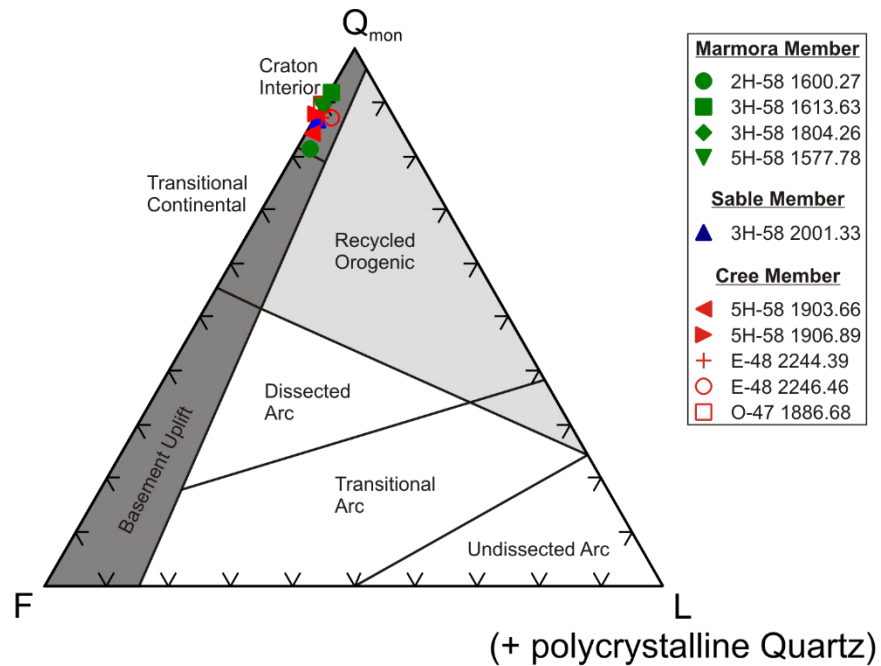 Qmon
Craton
Interior
Transitional
Continental
Recycled
Orogenic
Dissected
Arc
Basement Uplift
Transitional
Arc
Undissected Arc
F
L
(+ polycrystalline Quartz)
Marmora Member
2H-58 1600.27
3H-58 1613.63
3H-58 1804.26
5H-58 1577.78
Sable Member
3H-58 2001.33
Cree Member
5H-58 1903.66
5H-58 1906.89
E-48 2244.39
E-48 2246.46
O-47 1886.68